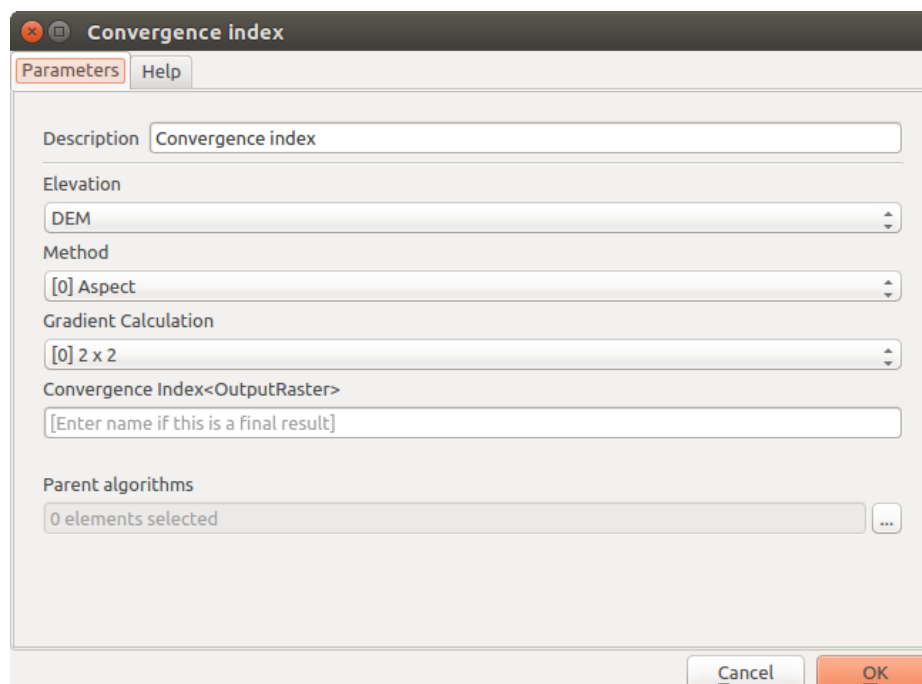 Convergence index
Parameters Help
Description Convergence index
Elevation
DEM
Method
[0] Aspect
Gradient Calculation
[0] 2 x 2
Convergence Index<OutputRaster>
[Enter name if this is a final result]
Parent algorithms
0 elements selected ...
Cancel OK